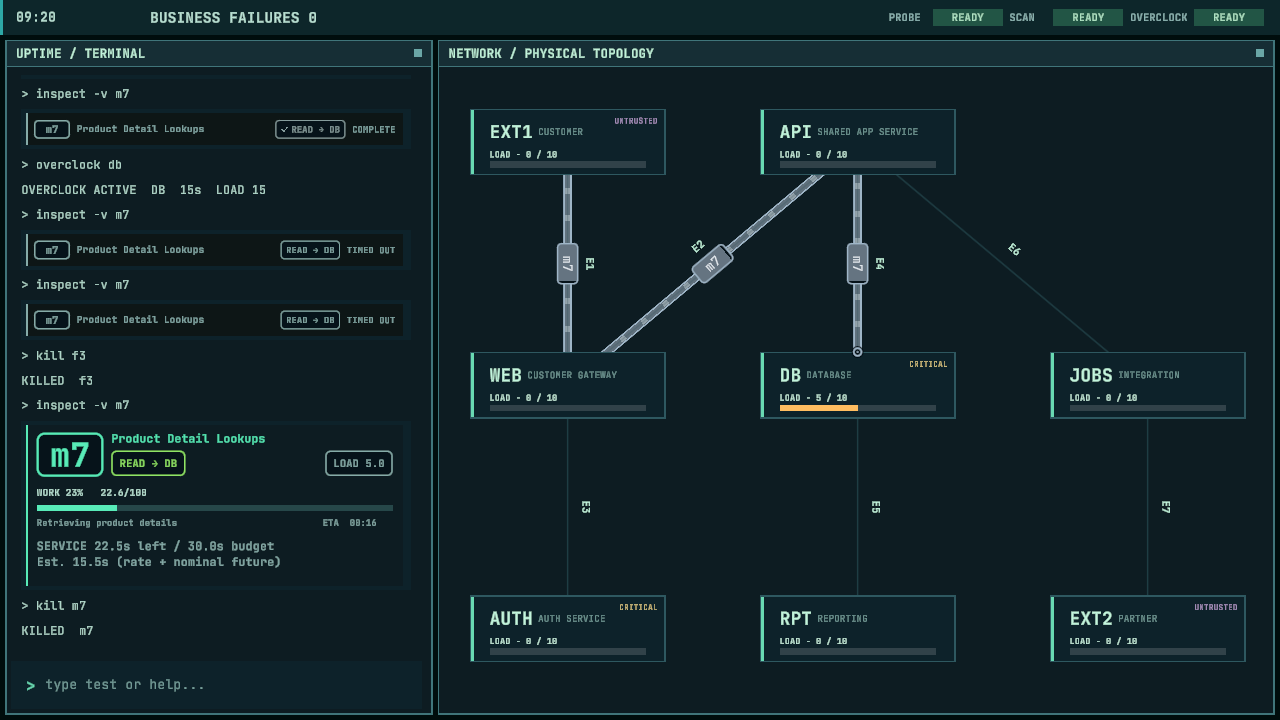 09:20
BUSINESS FAILURES 0
PROBE READY SCAN READY OVERCLOCK READY
UPTIME / TERMINAL
> inspect -v m7
m7 Product Detail Lookups ✓ READ → DB COMPLETE
> overclock db
OVERCLOCK ACTIVE DB 15s LOAD 15
> inspect -v m7
m7 Product Detail Lookups READ → DB TIMED OUT
> inspect -v m7
m7 Product Detail Lookups READ → DB TIMED OUT
> kill f3
KILLED f3
> inspect -v m7
m7 Product Detail Lookups
READ → DB LOAD 5.0
WORK 23% 22.6/100
Retrieving product details ETA 00:16
SERVICE 22.5s left / 30.0s budget
Est. 15.5s (rate + nominal future)
> kill m7
KILLED m7
> type test or help...
NETWORK / PHYSICAL TOPOLOGY
UNTRUSTED
EXT1 CUSTOMER
LOAD - 0 / 10
API SHARED APP SERVICE
LOAD - 0 / 10
m7 E1
m7 E2
m7 E4
E6
WEB CUSTOMER GATEWAY
LOAD - 0 / 10
CRITICAL
DB DATABASE
LOAD - 5 / 10
JOBS INTEGRATION
LOAD - 0 / 10
E3
E5
E7
CRITICAL
AUTH AUTH SERVICE
LOAD - 0 / 10
RPT REPORTING
LOAD - 0 / 10
UNTRUSTED
EXT2 PARTNER
LOAD - 0 / 10